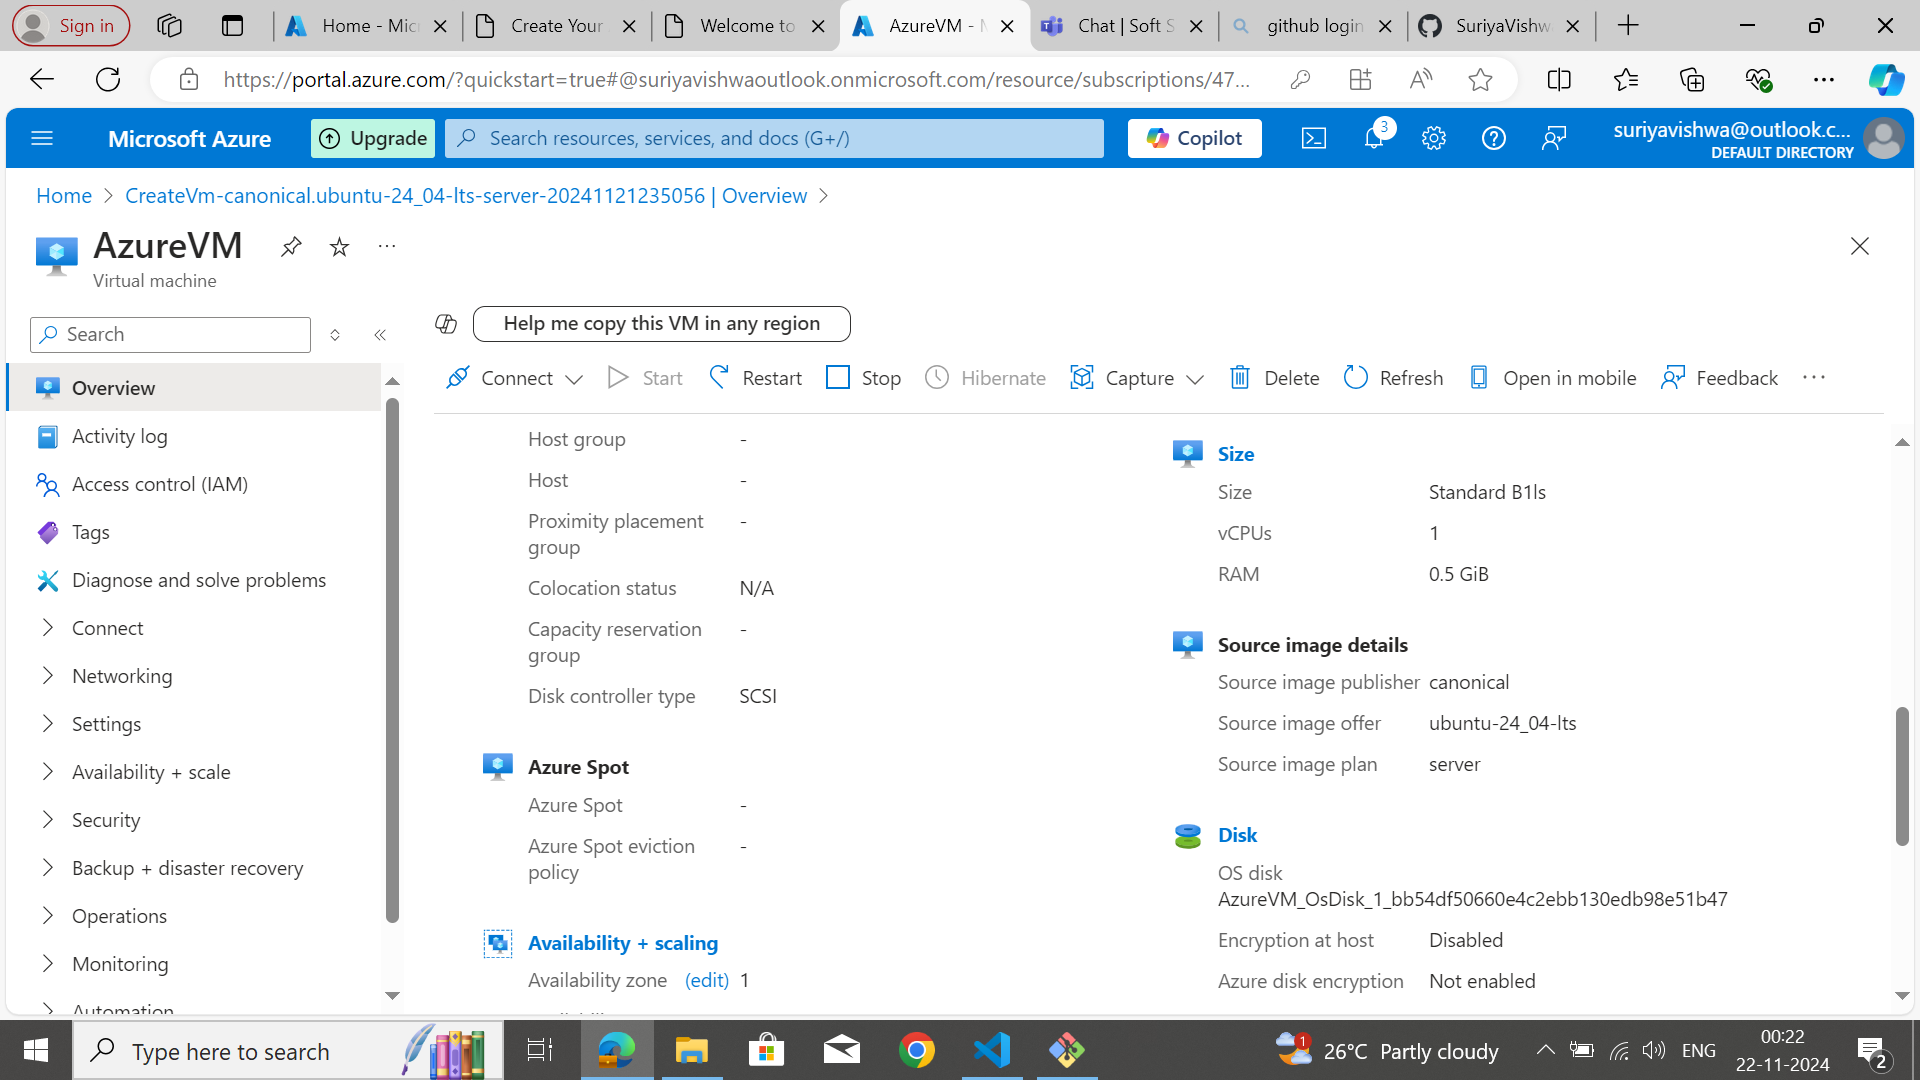 Sign in
Home - Mic
Create Your
Welcome to
AzureVM - M
Chat | Soft S
github login
SuriyaVishw
https://portal.azure.com/?quickstart=true#@suriyavishwaoutlook.onmicrosoft.com/resource/subscriptions/47...
Microsoft Azure
Upgrade
Search resources, services, and docs (G+/)
Copilot
3
suriyavishwa@outlook.c...
DEFAULT DIRECTORY
Home
CreateVm-canonical.ubuntu-24_04-lts-server-20241121235056 | Overview
AzureVM
Virtual machine
Search
Help me copy this VM in any region
Connect
Start
Restart
Stop
Hibernate
Capture
Delete
Refresh
Open in mobile
Feedback
Overview
Activity log
Access control (IAM)
Tags
Diagnose and solve problems
Connect
Networking
Settings
Availability + scale
Security
Backup + disaster recovery
Operations
Monitoring
Automation
Host group -
Host -
Proximity placement -
group
Colocation status N/A
Capacity reservation -
group
Disk controller type SCSI
Azure Spot
Azure Spot -
Azure Spot eviction -
policy
Availability + scaling
Availability zone (edit) 1
Size
Size Standard B1ls
vCPUs 1
RAM 0.5 GiB
Source image details
Source image publisher canonical
Source image offer ubuntu-24_04-lts
Source image plan server
Disk
OS disk
AzureVM_OsDisk_1_bb54df50660e4c2ebb130edb98e51b47
Encryption at host Disabled
Azure disk encryption Not enabled
Type here to search
1
26°C Partly cloudy
ENG
00:22
22-11-2024
2